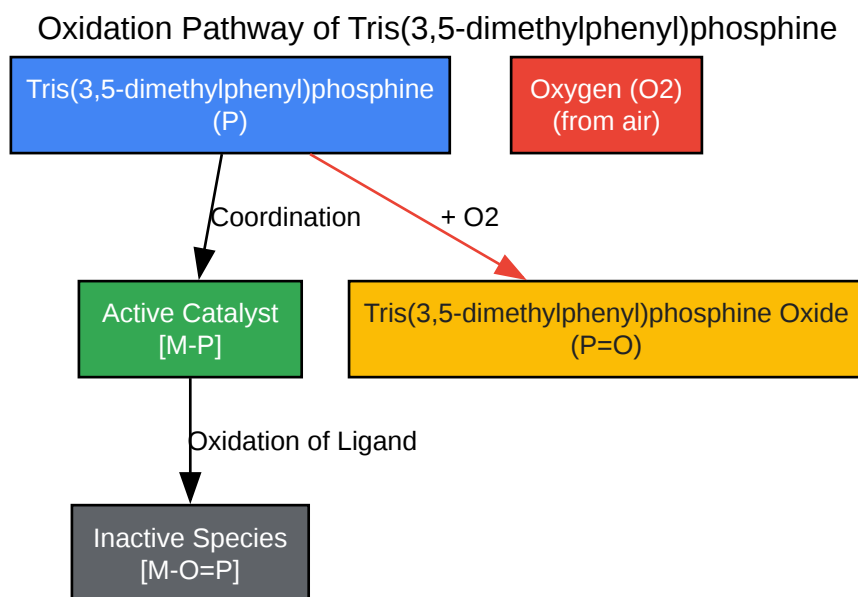 Oxidation Pathway of Tris(3,5-dimethylphenyl)phosphine
Tris(3,5-dimethylphenyl)phosphine
(P)
Oxygen (O2)
(from air)
Coordination
+ O2
Active Catalyst
[M-P]
Tris(3,5-dimethylphenyl)phosphine Oxide
(P=O)
Oxidation of Ligand
Inactive Species
[M-O=P]